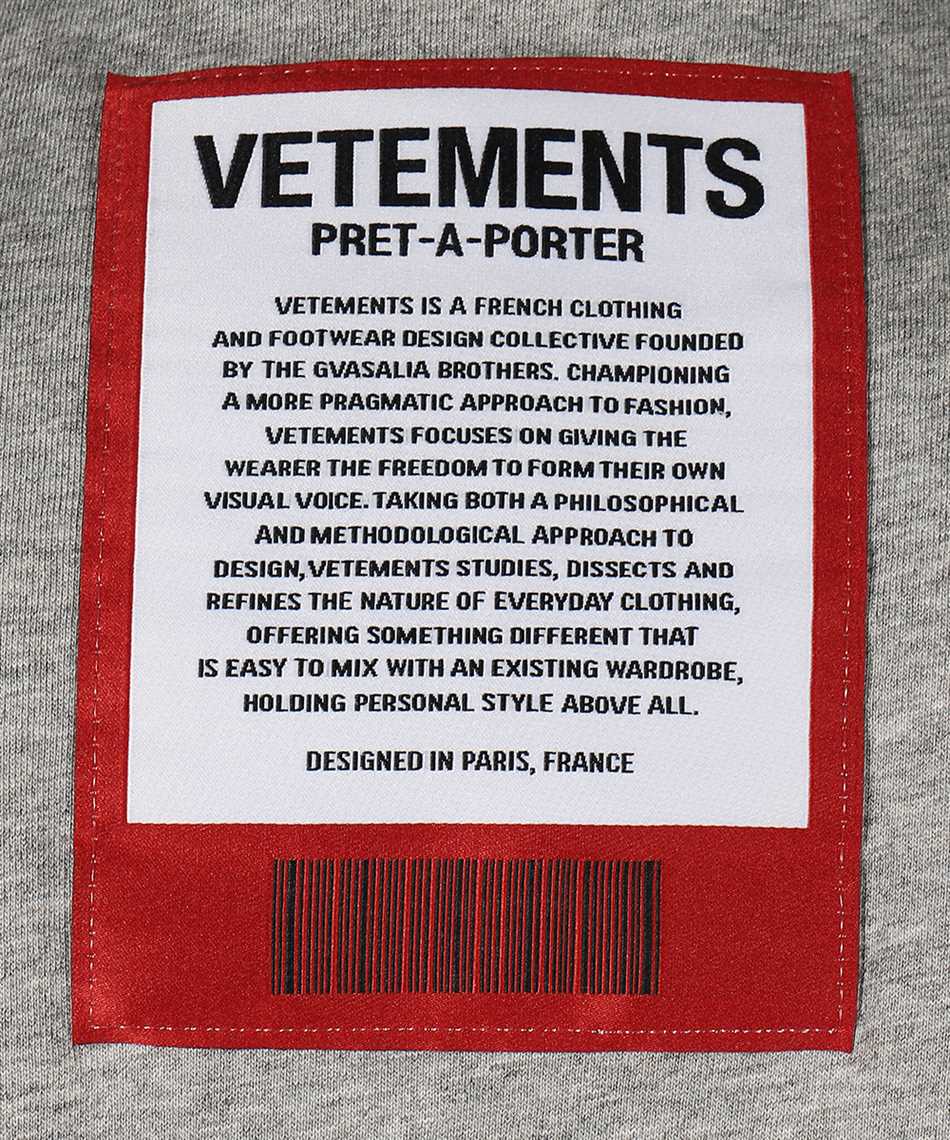 VETEMENTS
PRET-A-PORTER
VETEMENTS IS A FRENCH CLOTHING
AND FOOTWEAR DESIGN COLLECTIVE FOUNDED
BY THE GVASALIA BROTHERS. CHAMPIONING
A MORE PRAGMATIC APPROACH TO FASHION,
VETEMENTS FOCUSES ON GIVING THE
WEARER THE FREEDOM TO FORM THEIR OWN
VISUAL VOICE. TAKING BOTH A PHILOSOPHICAL
AND METHODOLOGICAL APPROACH TO
DESIGN, VETEMENTS STUDIES, DISSECTS AND
REFINES THE NATURE OF EVERYDAY CLOTHING,
OFFERING SOMETHING DIFFERENT THAT
IS EASY TO MIX WITH AN EXISTING WARDROBE,
HOLDING PERSONAL STYLE ABOVE ALL.
DESIGNED IN PARIS, FRANCE